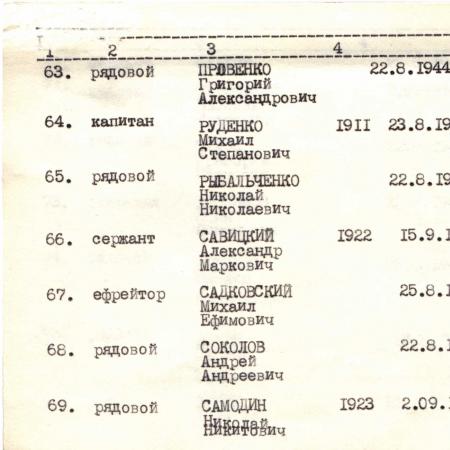 1 2 3 4
63. рядовой ПРОВЕНКО 22.8.1944
Григорий
Александрович
64. капитан РУДЕНКО 1911 23.8.19
Михаил
Степанович
65. рядовой РЫБАЛЬЧЕНКО 22.8.19
Николай
Николаевич
66. сержант САВИЦКИЙ 1922 15.9.1
Александр
Маркович
67. ефрейтор САДКОВСКИЙ 25.8.1
Михаил
Ефимович
68. рядовой СОКОЛОВ 22.8.1
Андрей
Андреевич
69. рядовой САМОДИН 1923 2.09.1
Николай
Никитович